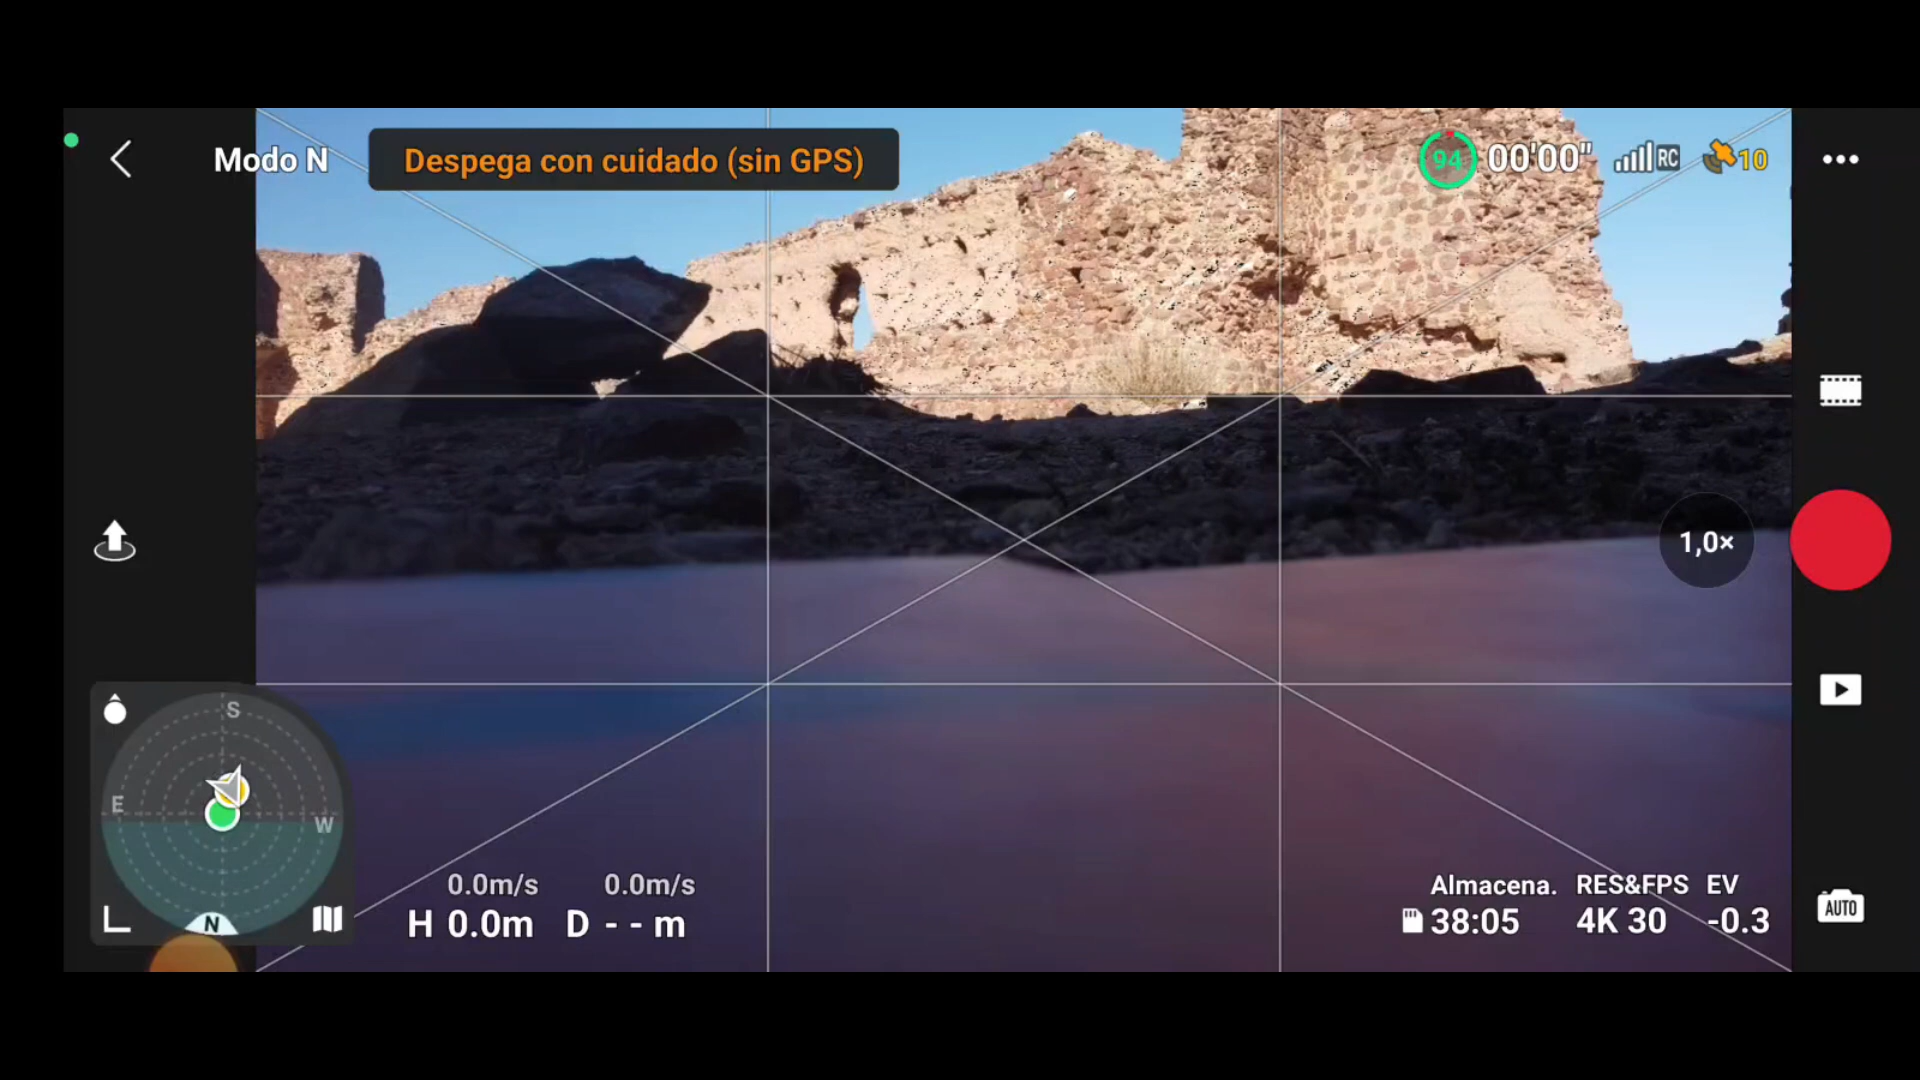 Modo N
Despega con cuidado (sin GPS)
94
00'00"
RC
10
1,0×
S
E
W
N
0.0m/s 0.0m/s
H 0.0m D - - m
Almacena. RES&FPS EV
38:05 4K 30 -0.3
AUTO